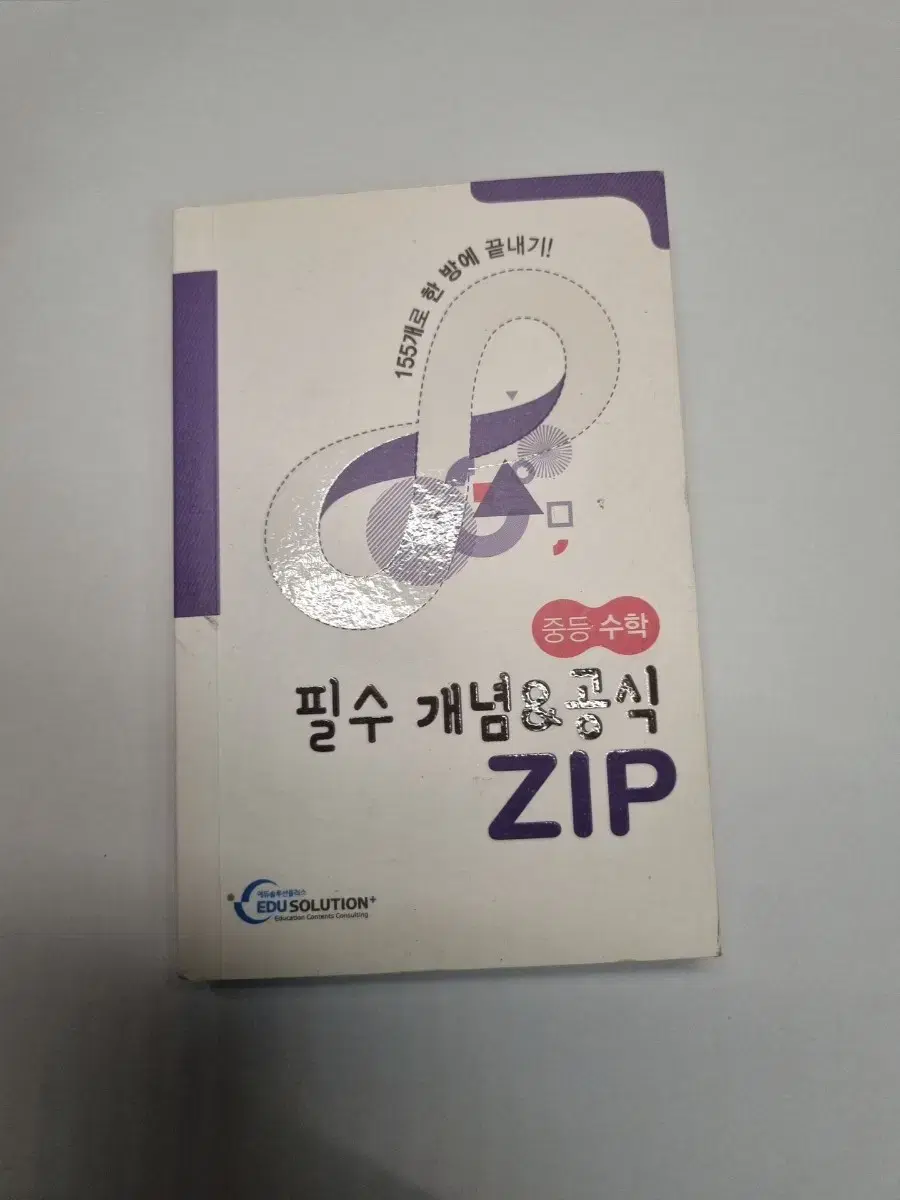 155개로 한 방에 끝내기!
중등 수학
필수 개념&공식
ZIP
에듀솔루션플러스
EDU SOLUTION+
Education Contents Consulting